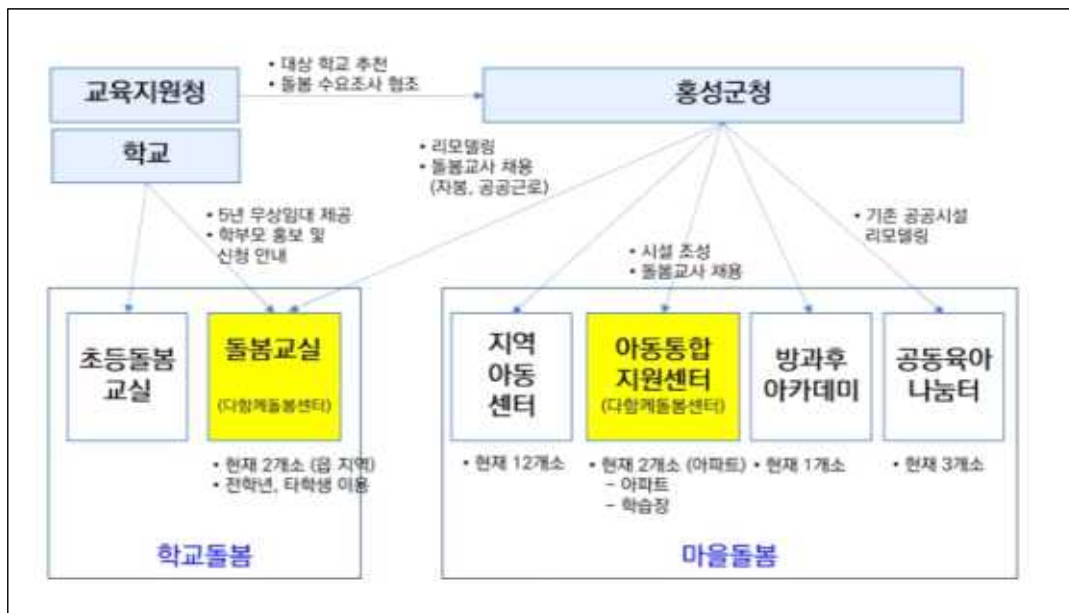 • 대상 학교 추천
• 돌봄 수요조사 협조
교육지원청
홍성군청
학교
• 리모델링
• 돌봄교사 채용
(자봉, 공공근로)
• 5년 무상임대 제공
• 학부모 홍보 및
신청 안내
• 기존 공공시설
리모델링
• 시설 조성
• 돌봄교사 채용
초등돌봄
교실
돌봄교실
(다함께돌봄센터)
지역
아동
센터
아동통합
지원센터
(다함께돌봄센터)
방과후
아카데미
공동육아
나눔터
• 현재 2개소 (읍 지역)
• 전학년, 타학생 이용
• 현재 12개소
• 현재 2개소 (아파트)
– 아파트
– 학습장
• 현재 1개소
• 현재 3개소
학교돌봄
마을돌봄